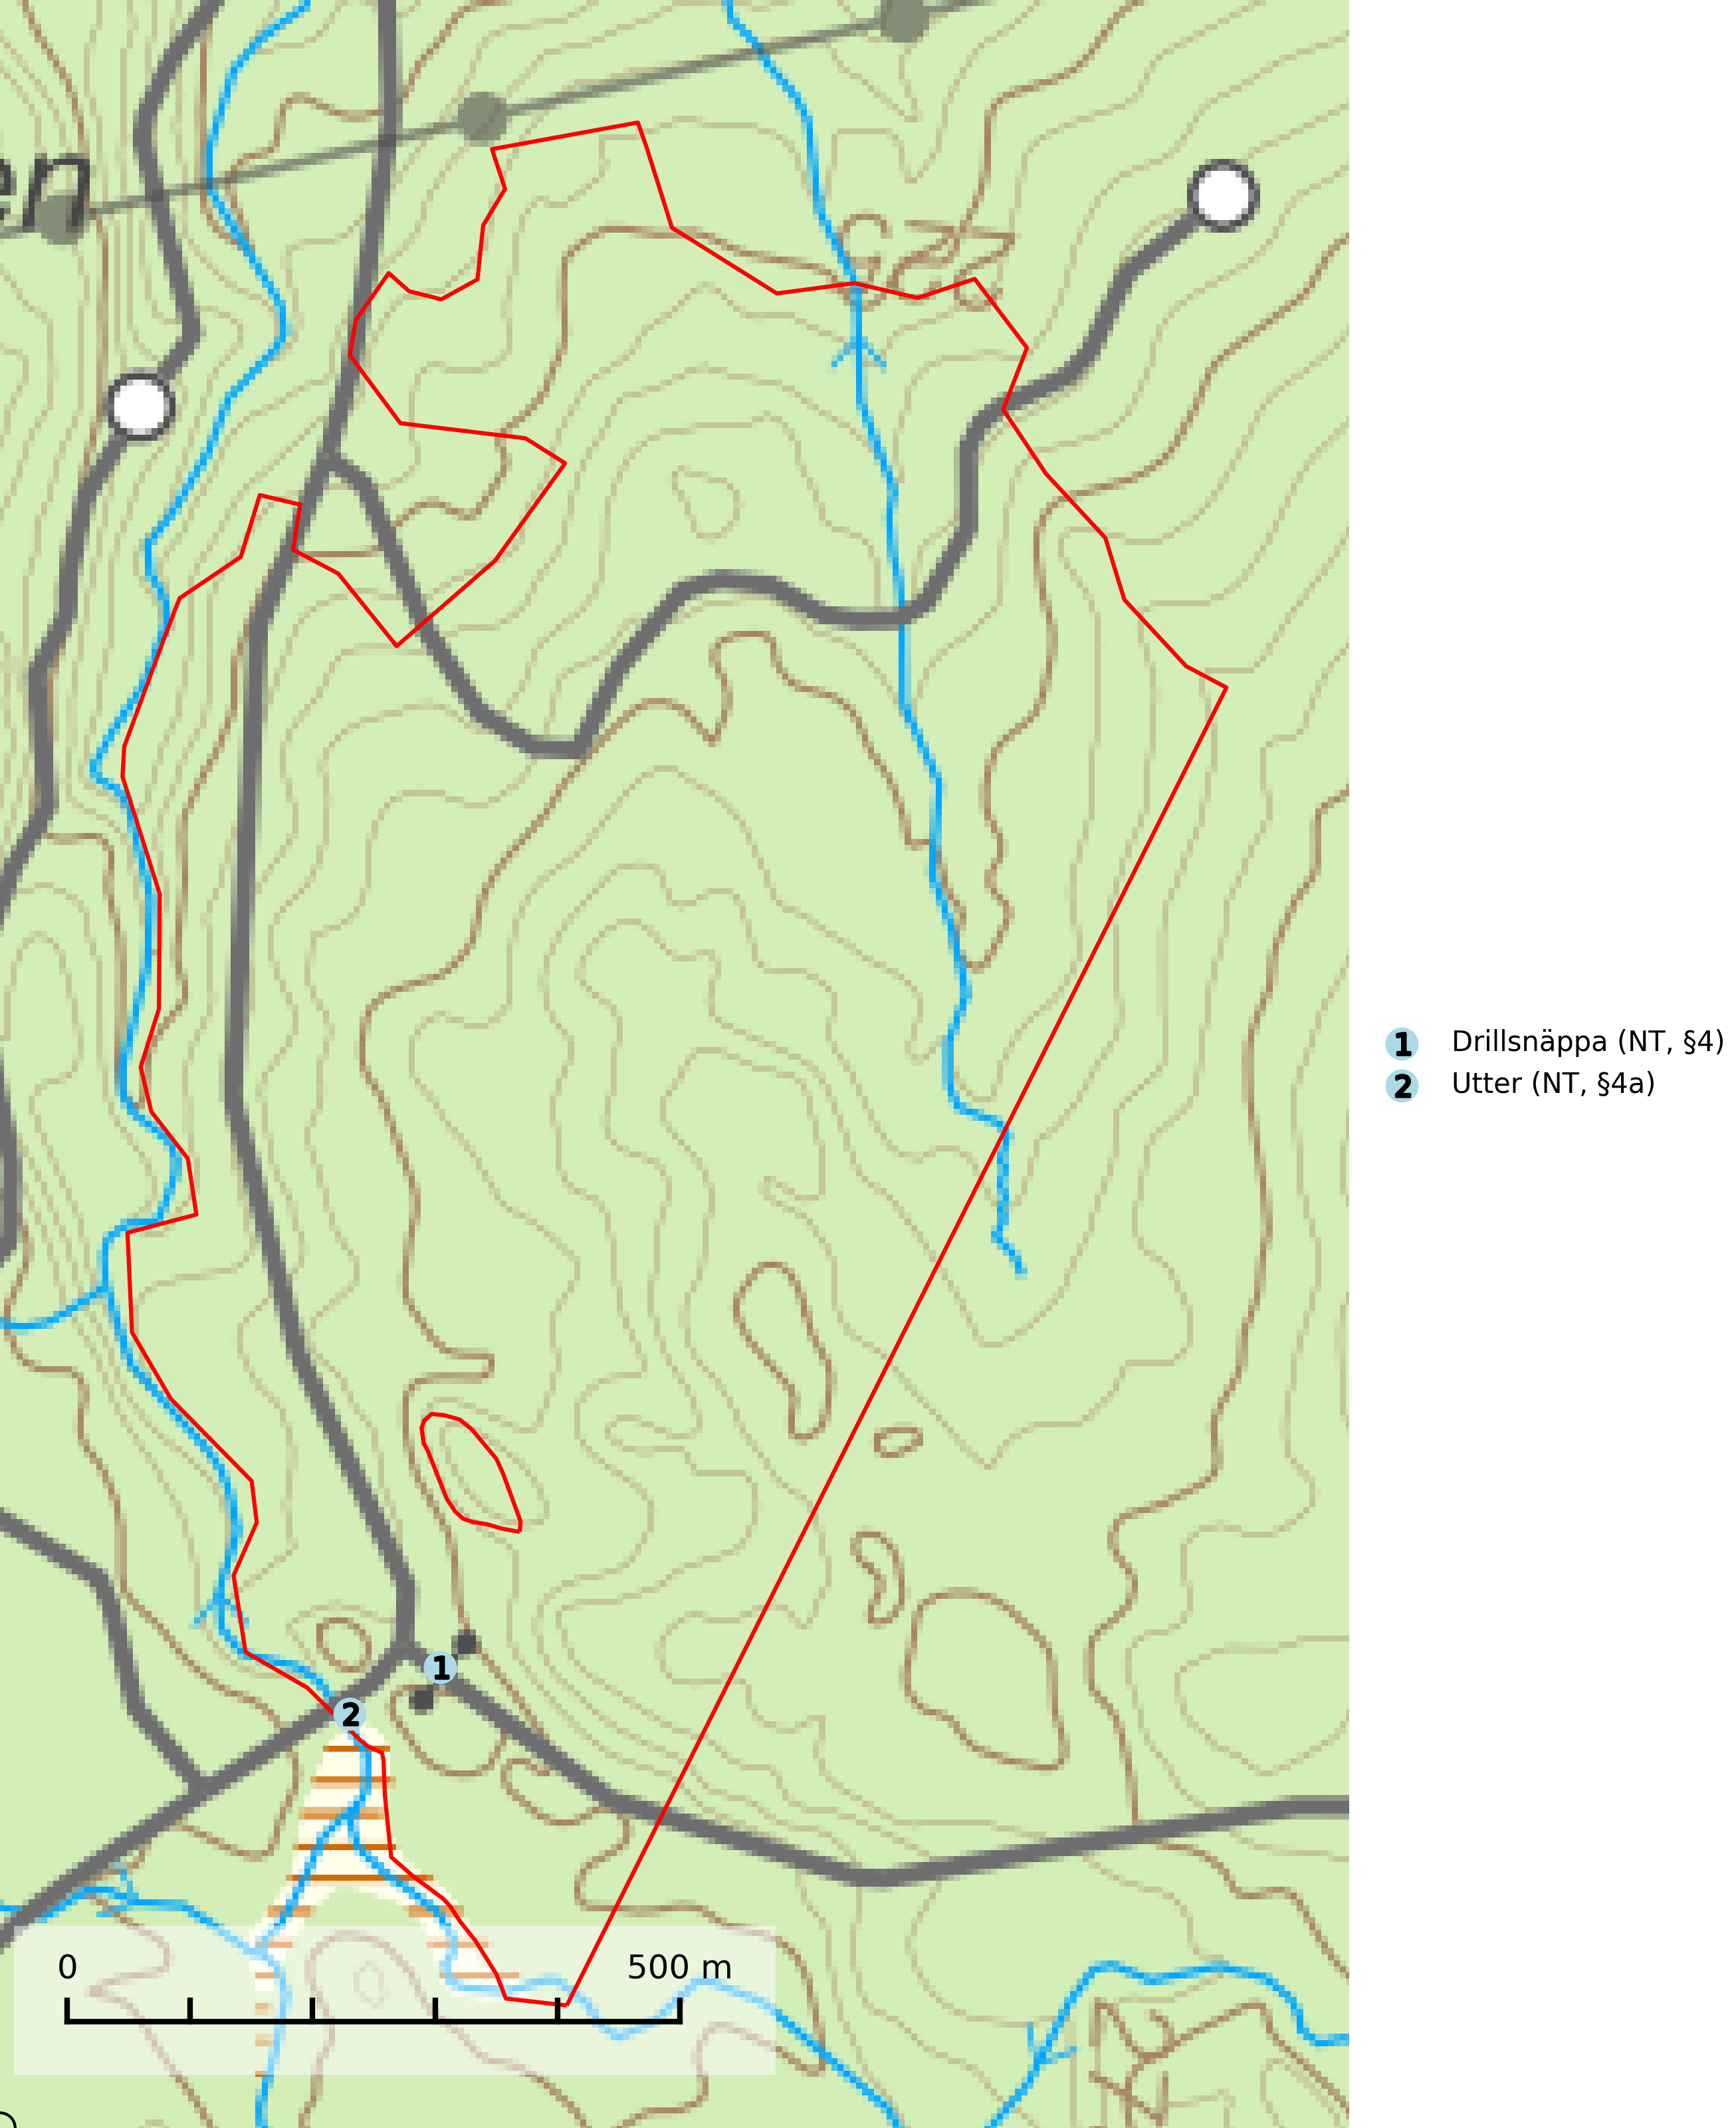 en
1 Drillsnäppa (NT, §4)
2 Utter (NT, §4a)
1
2
0 500 m